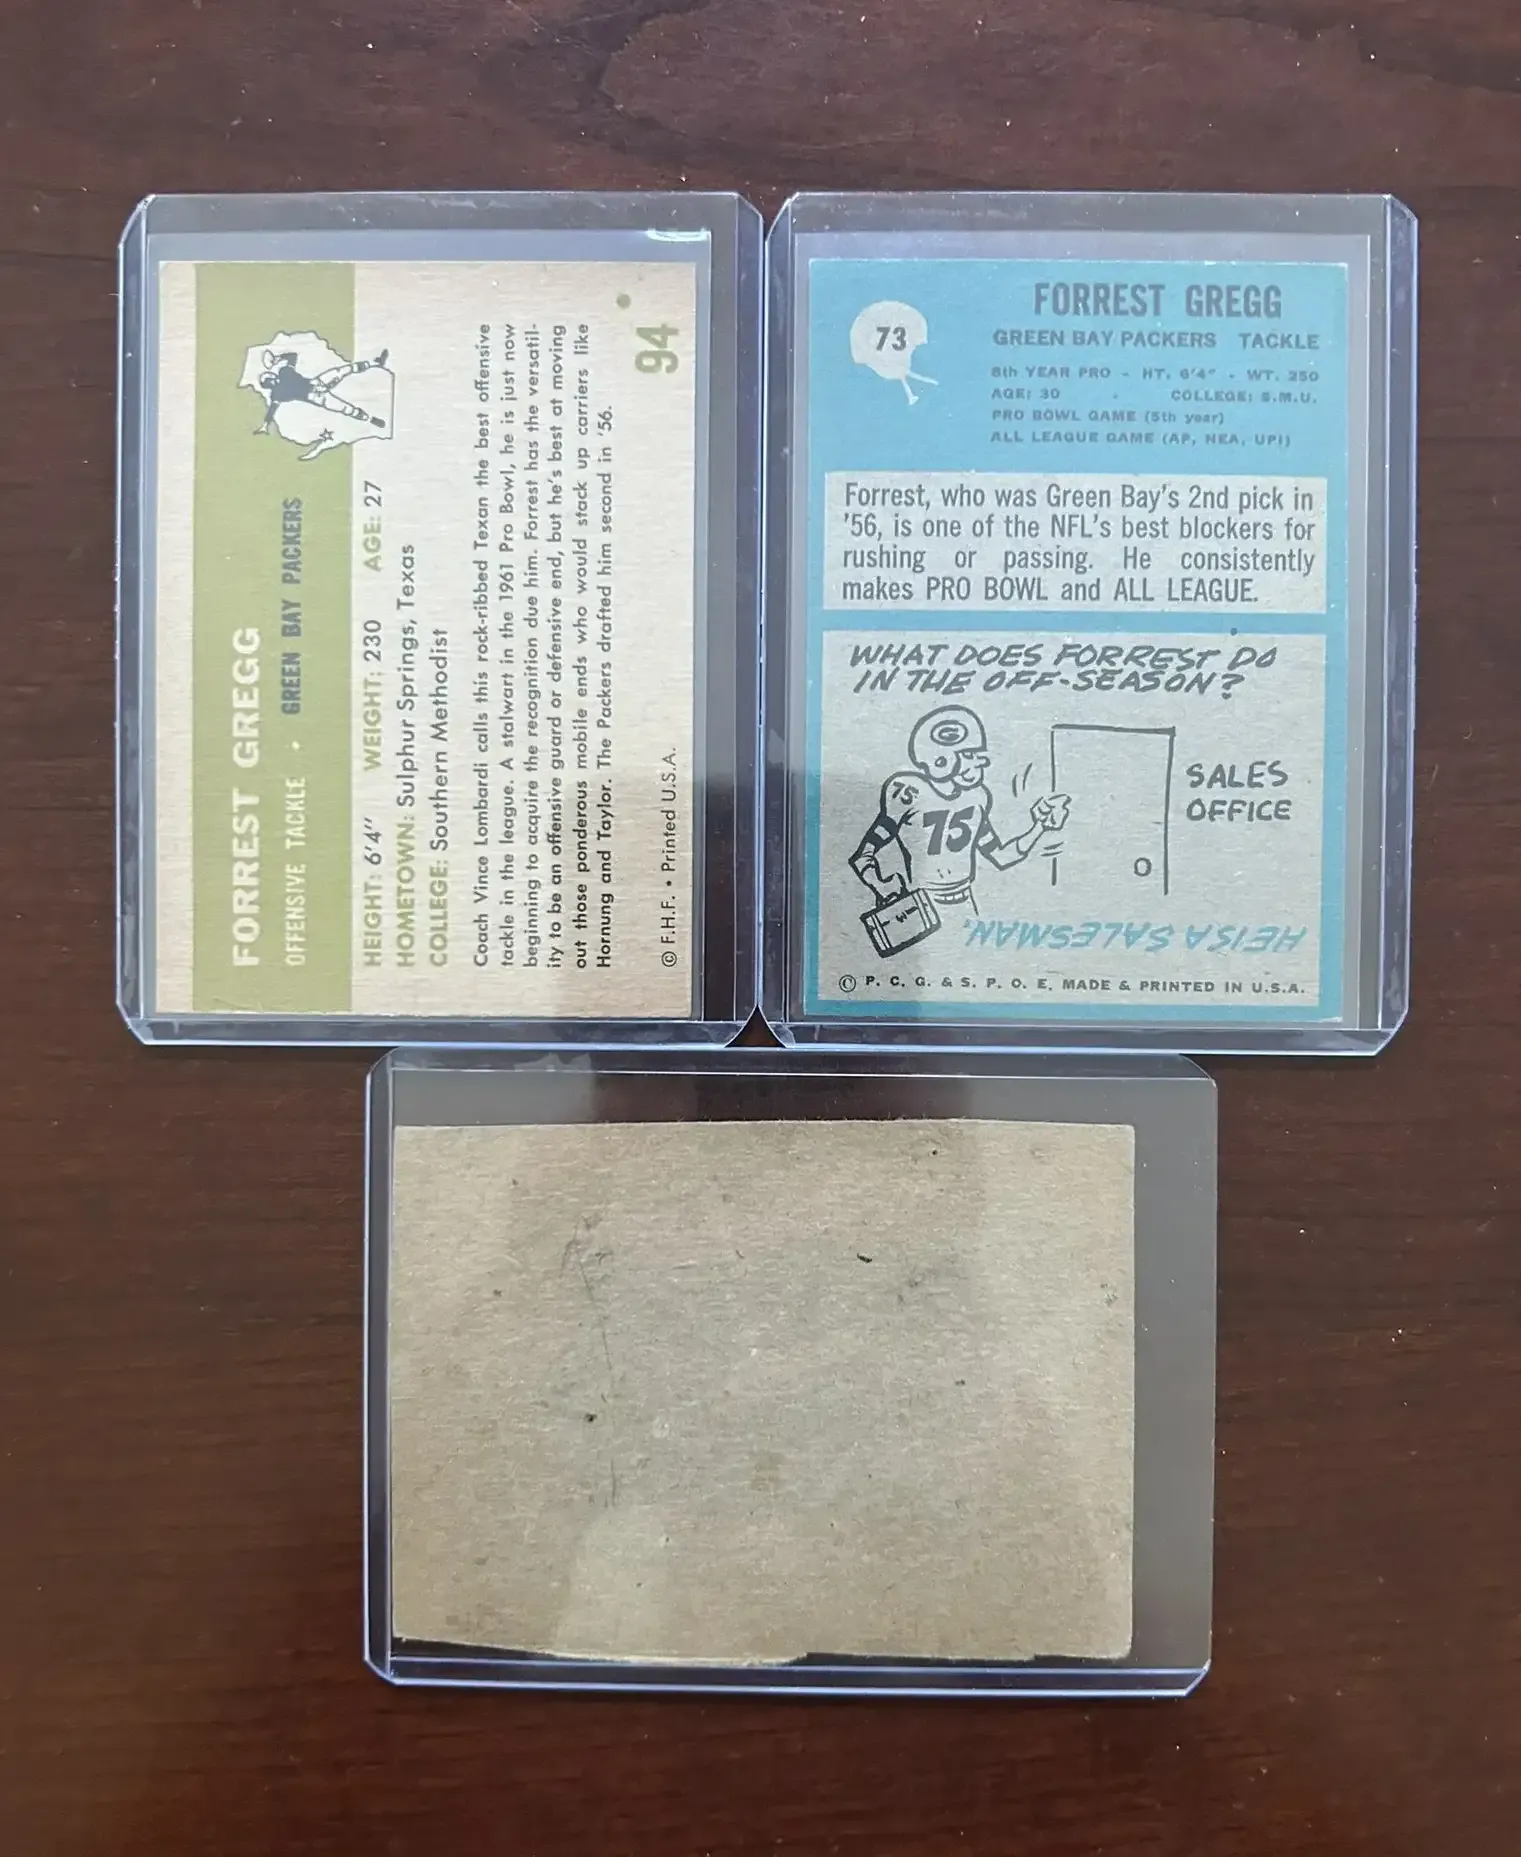 FORREST GREGG
OFFENSIVE TACKLE • GREEN BAY PACKERS
HEIGHT: 6'4" WEIGHT: 230 AGE: 27
HOMETOWN: Sulphur Springs, Texas
COLLEGE: Southern Methodist
Coach Vince Lombardi calls this rock-ribbed Texan the best offensive
tackle in the league. A stalwart in the 1961 Pro Bowl, he is just now
beginning to acquire the recognition due him. Forrest has the versatil-
ity to be an offensive guard or defensive end, but he's best at moving
out those ponderous mobile ends who would stack up carriers like
Hornung and Taylor. The Packers drafted him second in '56.
© F.H.F. • Printed U.S.A.
94
73
FORREST GREGG
GREEN BAY PACKERS TACKLE
8th YEAR PRO - HT. 6'4" - WT. 250
AGE: 30 . COLLEGE: S.M.U.
PRO BOWL GAME (5th year)
ALL LEAGUE GAME (AP, NEA, UPI)
Forrest, who was Green Bay's 2nd pick in
'56, is one of the NFL's best blockers for
rushing or passing. He consistently
makes PRO BOWL and ALL LEAGUE.
WHAT DOES FORREST DO
IN THE OFF-SEASON?
G
75
75
SALES
OFFICE
HE IS A SALESMAN.
© P. C. G. & S. P. O. E. MADE & PRINTED IN U.S.A.